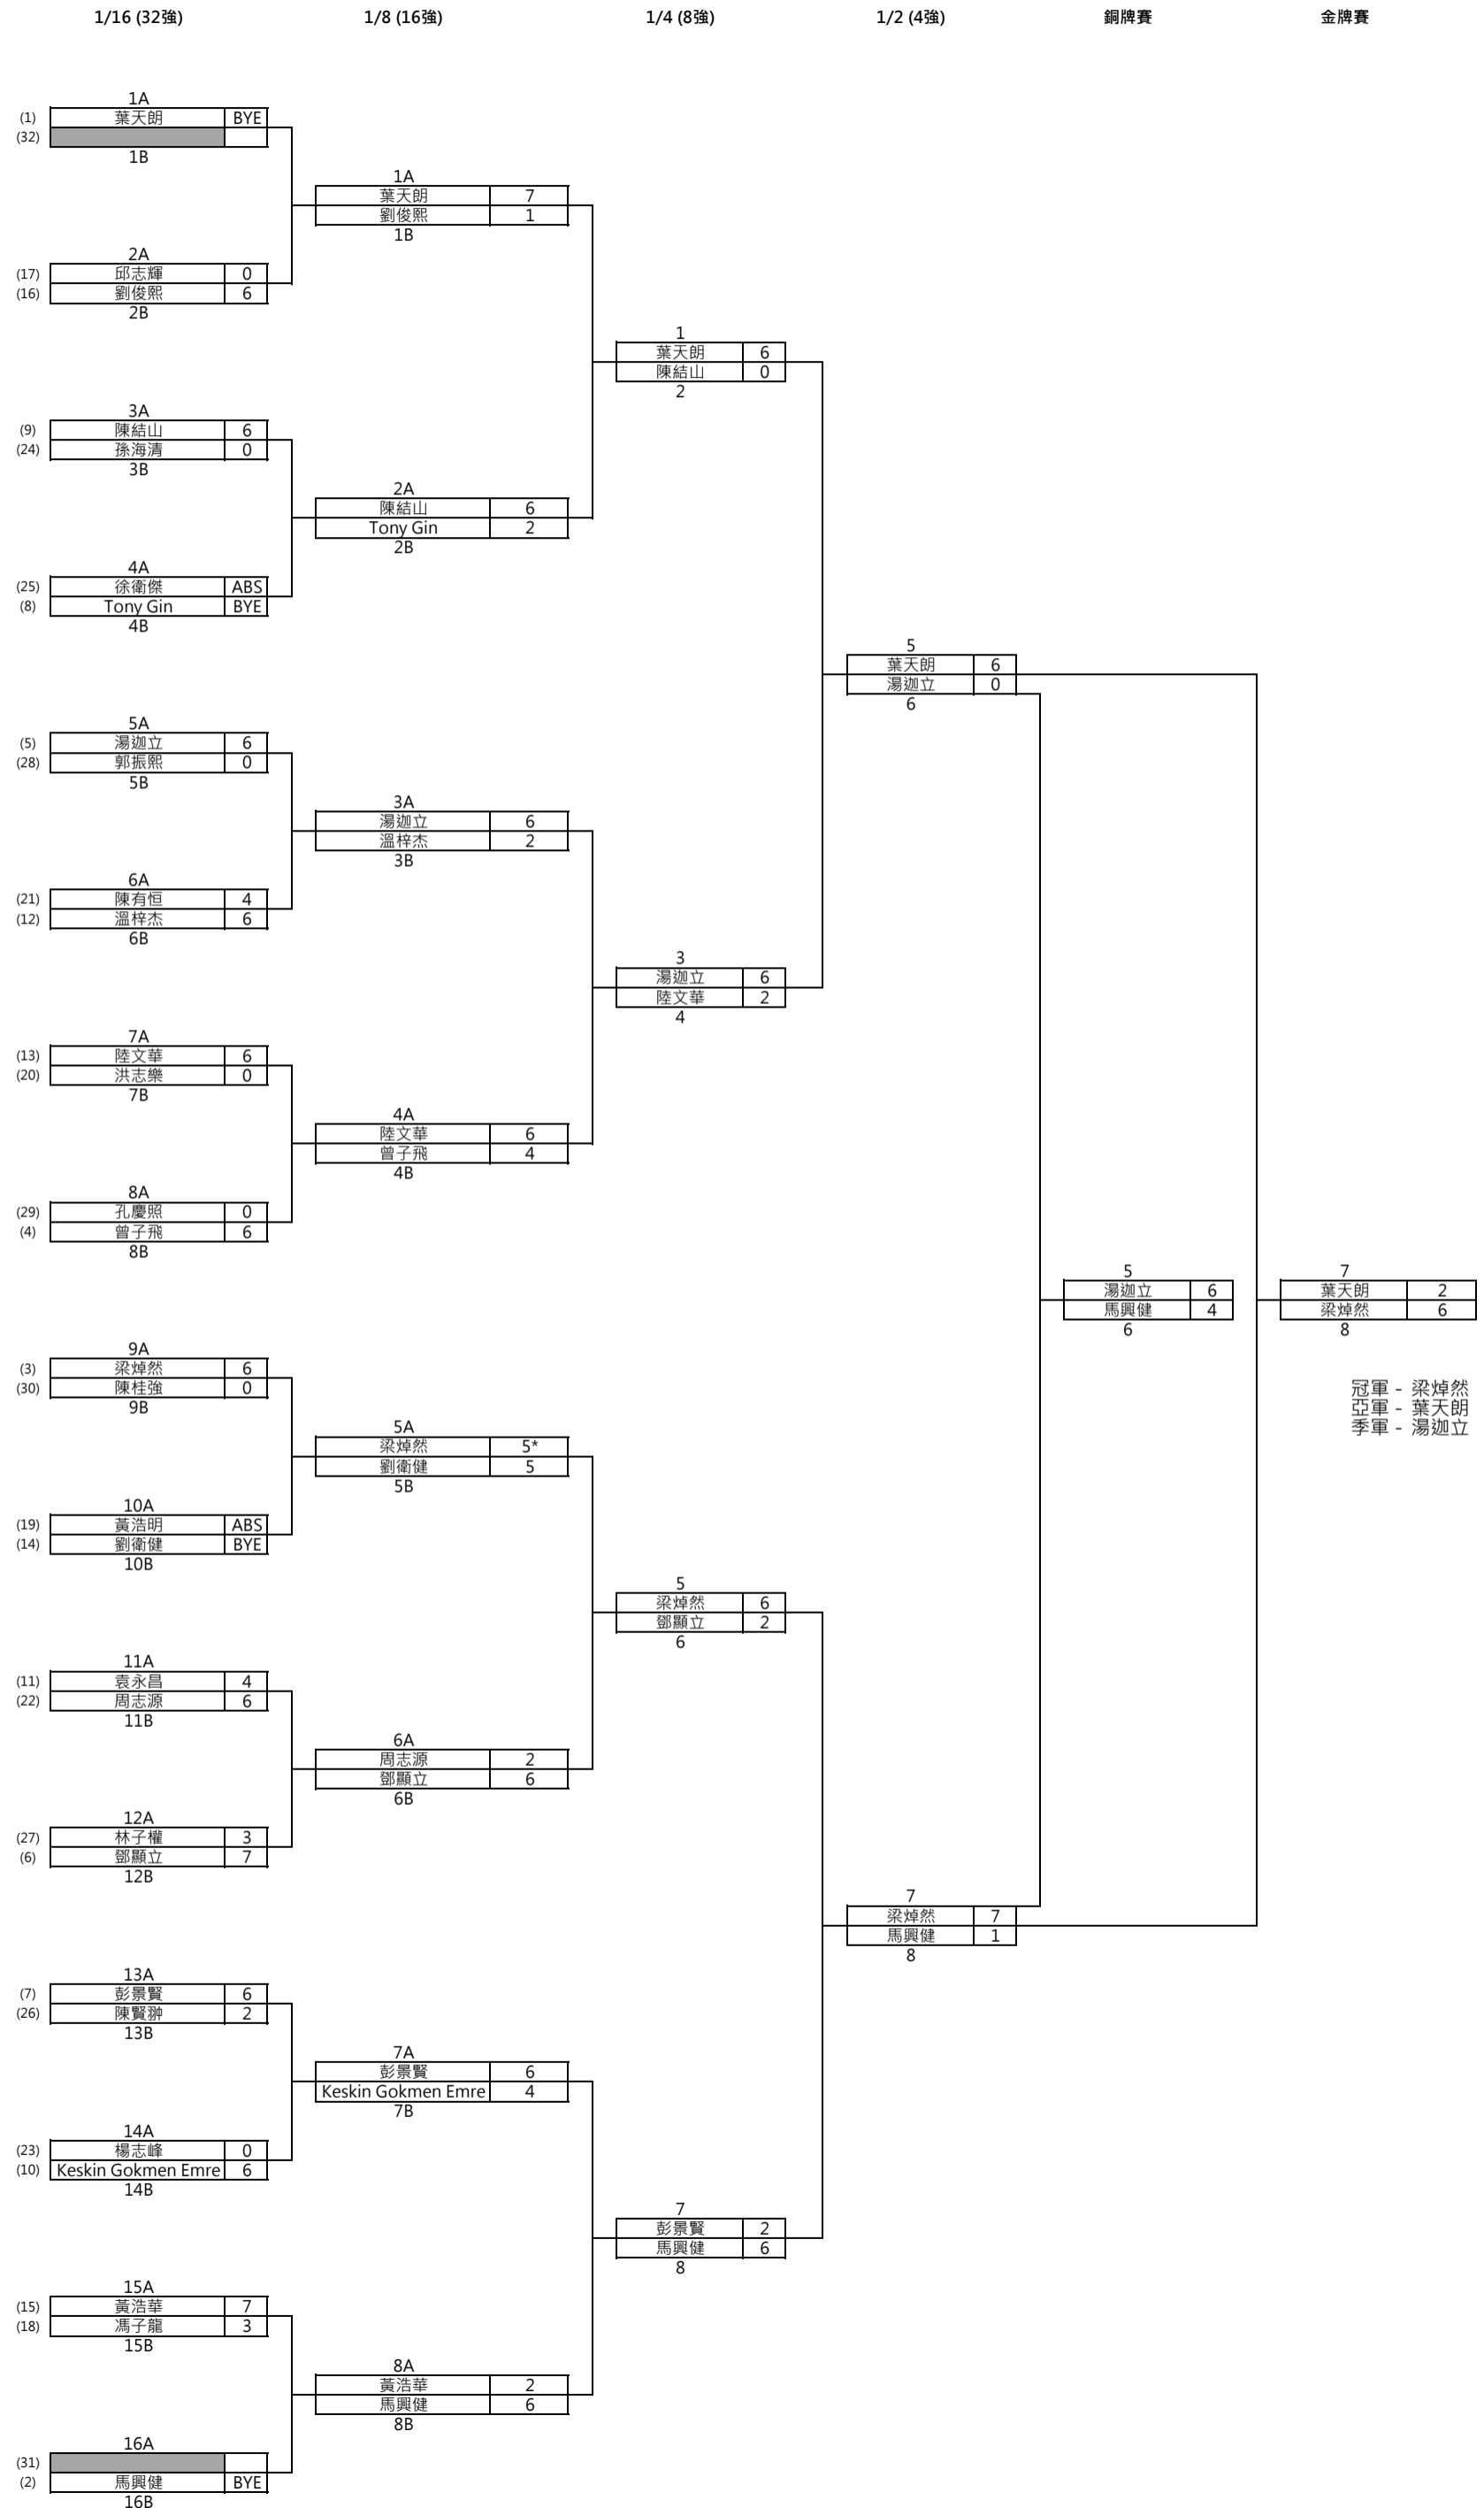 1/16 (32強) 1/8 (16強) 1/4 (8強) 1/2 (4強) 銅牌賽 金牌賽
1A
(1) 葉天朗 BYE
(32)
1B
2A
(17) 邱志輝 0
(16) 劉俊熙 6
2B
3A
(9) 陳結山 6
(24) 孫海清 0
3B
4A
(25) 徐衛傑 ABS
(8) Tony Gin BYE
4B
5A
(5) 湯迦立 6
(28) 郭振熙 0
5B
6A
(21) 陳有恒 4
(12) 溫梓杰 6
6B
7A
(13) 陸文華 6
(20) 洪志樂 0
7B
8A
(29) 孔慶照 0
(4) 曾子飛 6
8B
9A
(3) 梁焯然 6
(30) 陳桂強 0
9B
10A
(19) 黃浩明 ABS
(14) 劉衛健 BYE
10B
11A
(11) 袁永昌 4
(22) 周志源 6
11B
12A
(27) 林子權 3
(6) 鄧顯立 7
12B
13A
(7) 彭景賢 6
(26) 陳賢翀 2
13B
14A
(23) 楊志峰 0
(10) Keskin Gokmen Emre 6
14B
15A
(15) 黃浩華 7
(18) 馮子龍 3
15B
16A
(31)
(2) 馬興健 BYE
16B
1A
葉天朗 7
劉俊熙 1
1B
2A
陳結山 6
Tony Gin 2
2B
3A
湯迦立 6
溫梓杰 2
3B
4A
陸文華 6
曾子飛 4
4B
5A
梁焯然 5*
劉衛健 5
5B
6A
周志源 2
鄧顯立 6
6B
7A
彭景賢 6
Keskin Gokmen Emre 4
7B
8A
黃浩華 2
馬興健 6
8B
1
葉天朗 6
陳結山 0
2
3
湯迦立 6
陸文華 2
4
5
梁焯然 6
鄧顯立 2
6
7
彭景賢 2
馬興健 6
8
5
葉天朗 6
湯迦立 0
6
7
梁焯然 7
馬興健 1
8
5
湯迦立 6
馬興健 4
6
7
葉天朗 2
梁焯然 6
8
冠軍 - 梁焯然
亞軍 - 葉天朗
季軍 - 湯迦立